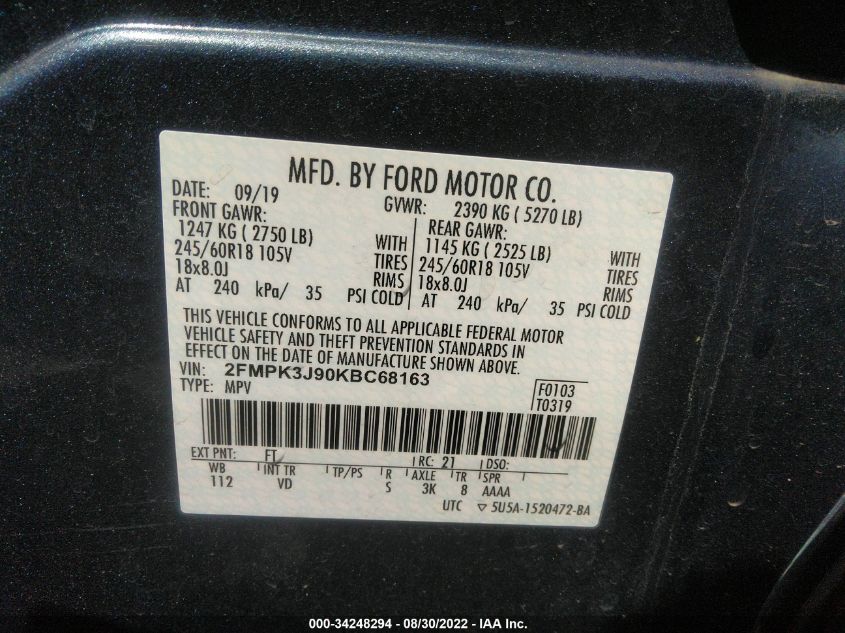 MFD. BY FORD MOTOR CO.
DATE: 09/19 GVWR: 2390 KG ( 5270 LB)
FRONT GAWR: REAR GAWR:
1247 KG ( 2750 LB) WITH 1145 KG ( 2525 LB) WITH
245/60R18 105V TIRES 245/60R18 105V TIRES
18x8.0J RIMS 18x8.0J RIMS
AT 240 kPa/ 35 PSI COLD AT 240 kPa/ 35 PSI COLD
THIS VEHICLE CONFORMS TO ALL APPLICABLE FEDERAL MOTOR
VEHICLE SAFETY AND THEFT PREVENTION STANDARDS IN
EFFECT ON THE DATE OF MANUFACTURE SHOWN ABOVE.
VIN: 2FMPK3J90KBC68163
TYPE: MPV F0103
T0319
EXT PNT: FT RC: 21 DSO:
WB INT TR TP/PS R AXLE TR SPR
112 VD S 3K 8 AAAA
UTC ▽ 5U5A-1520472-BA
000-34248294 - 08/30/2022 - IAA Inc.